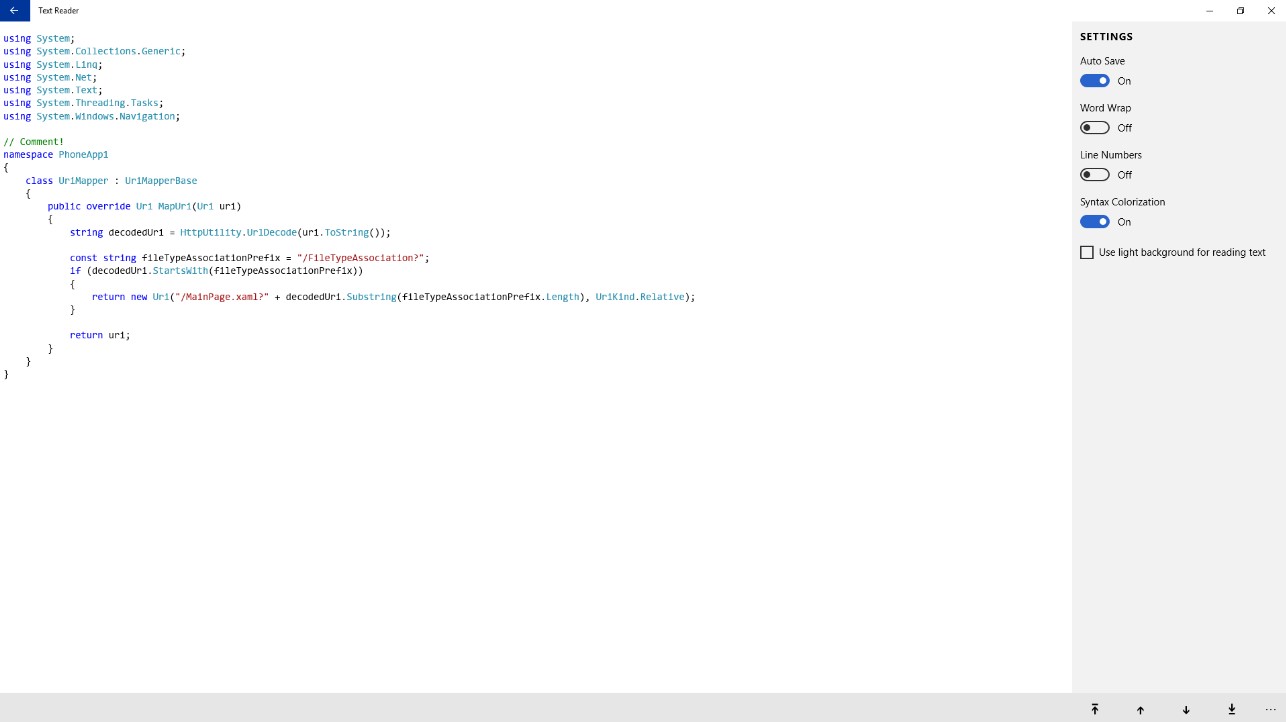 Text Reader
using System;
using System.Collections.Generic;
using System.Linq;
using System.Net;
using System.Text;
using System.Threading.Tasks;
using System.Windows.Navigation;
// Comment!
namespace PhoneApp1
{
    class UriMapper : UriMapperBase
    {
        public override Uri MapUri(Uri uri)
        {
            string decodedUri = HttpUtility.UrlDecode(uri.ToString());
            const string fileTypeAssociationPrefix = "/FileTypeAssociation?";
            if (decodedUri.StartsWith(fileTypeAssociationPrefix))
            {
                return new Uri("/MainPage.xaml?" + decodedUri.Substring(fileTypeAssociationPrefix.Length), UriKind.Relative);
            }
            return uri;
        }
    }
}
SETTINGS
Auto Save
On
Word Wrap
Off
Line Numbers
Off
Syntax Colorization
On
Use light background for reading text